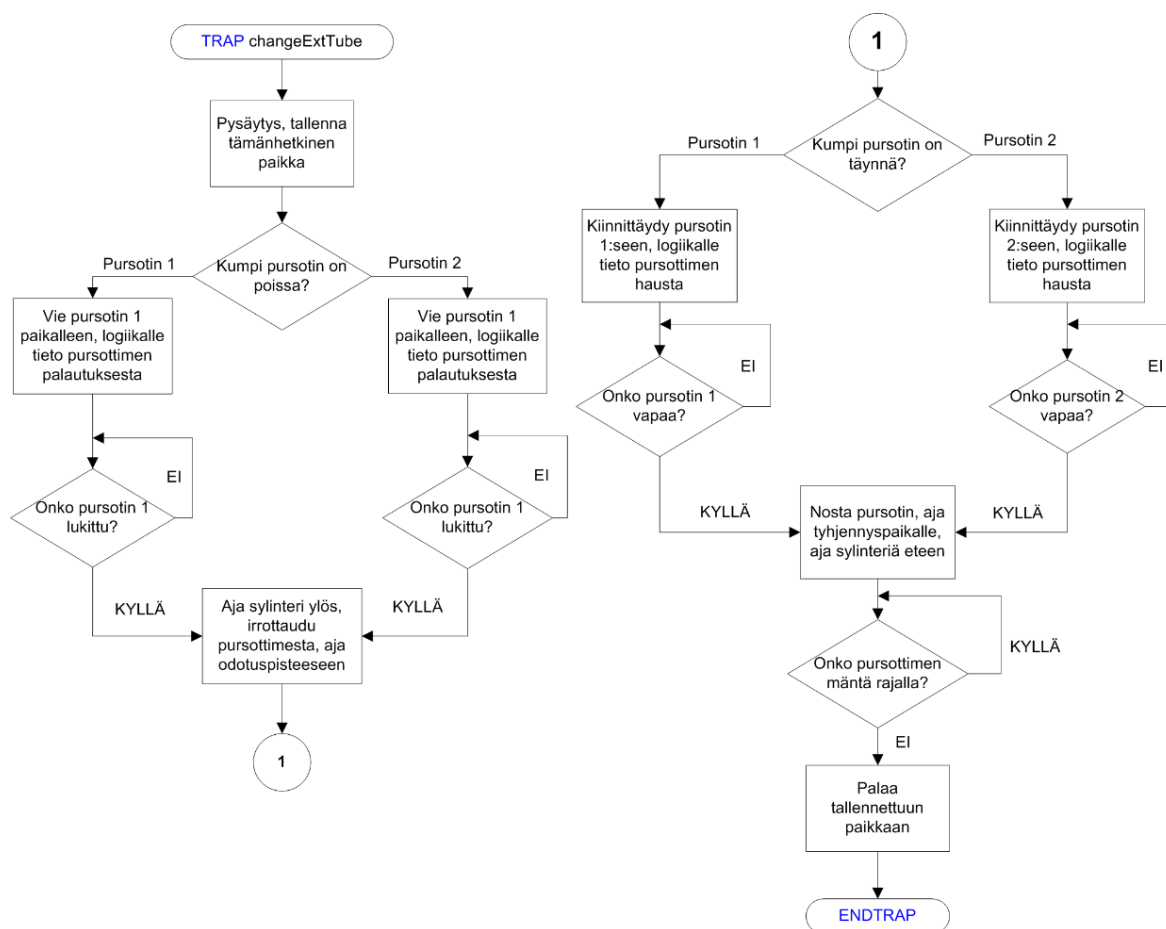 TRAP changeExtTube
Pysäytys, tallenna
tämänhetkinen
paikka
Kumpi pursotin on
poissa?
Pursotin 1
Pursotin 2
Vie pursotin 1
paikalleen, logiikalle
tieto pursottimen
palautuksesta
Vie pursotin 1
paikalleen, logiikalle
tieto pursottimen
palautuksesta
EI
EI
Onko pursotin 1
lukittu?
Onko pursotin 1
lukittu?
KYLLÄ
KYLLÄ
Aja sylinteri ylös,
irrottaudu
pursottimesta, aja
odotuspisteeseen
1
1
Kumpi pursotin on
täynnä?
Pursotin 1
Pursotin 2
Kiinnittäydy pursotin
1:seen, logiikalle
tieto pursottimen
hausta
Kiinnittäydy pursotin
2:seen, logiikalle
tieto pursottimen
hausta
EI
EI
Onko pursotin 1
vapaa?
Onko pursotin 2
vapaa?
KYLLÄ
KYLLÄ
Nosta pursotin, aja
tyhjennyspaikalle,
aja sylinteriä eteen
KYLLÄ
Onko pursottimen
mäntä rajalla?
EI
Palaa
tallennettuun
paikkaan
ENDTRAP